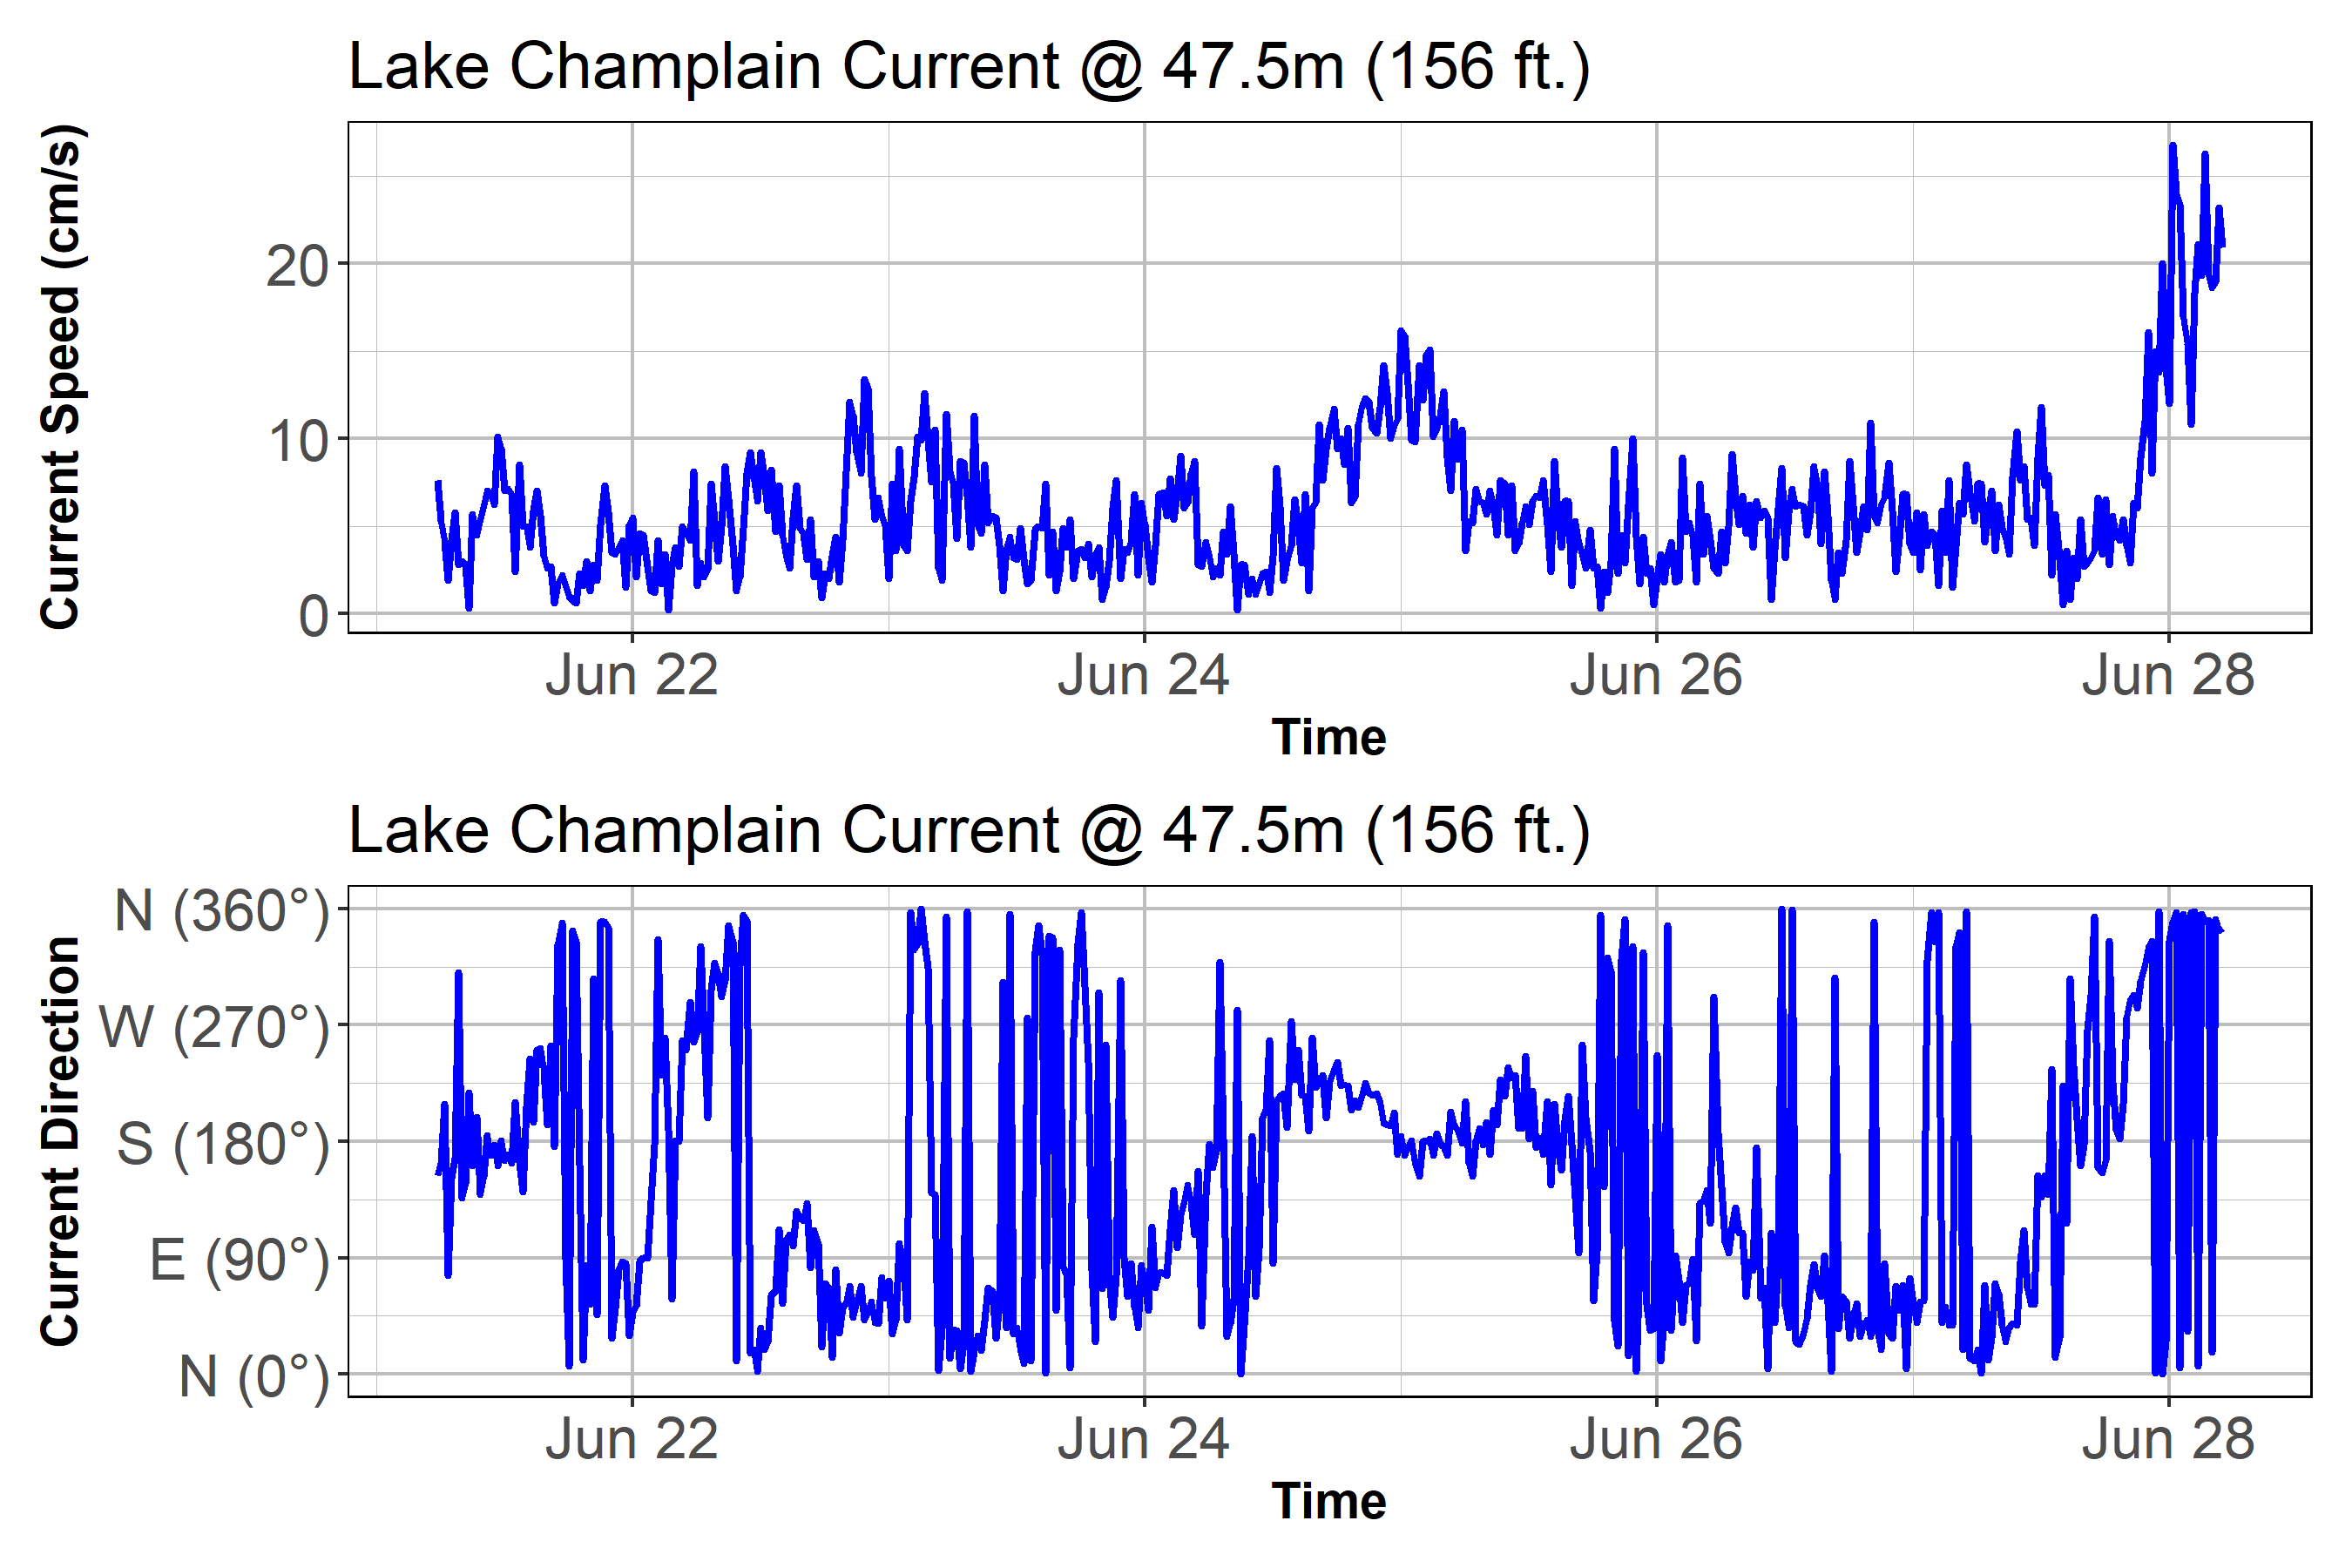 Lake Champlain Current @ 47.5m (156 ft.)
Current Speed (cm/s)
20
10
0
Jun 22 Jun 24 Jun 26 Jun 28
Time
Lake Champlain Current @ 47.5m (156 ft.)
Current Direction
N (360°)
W (270°)
S (180°)
E (90°)
N (0°)
Jun 22 Jun 24 Jun 26 Jun 28
Time